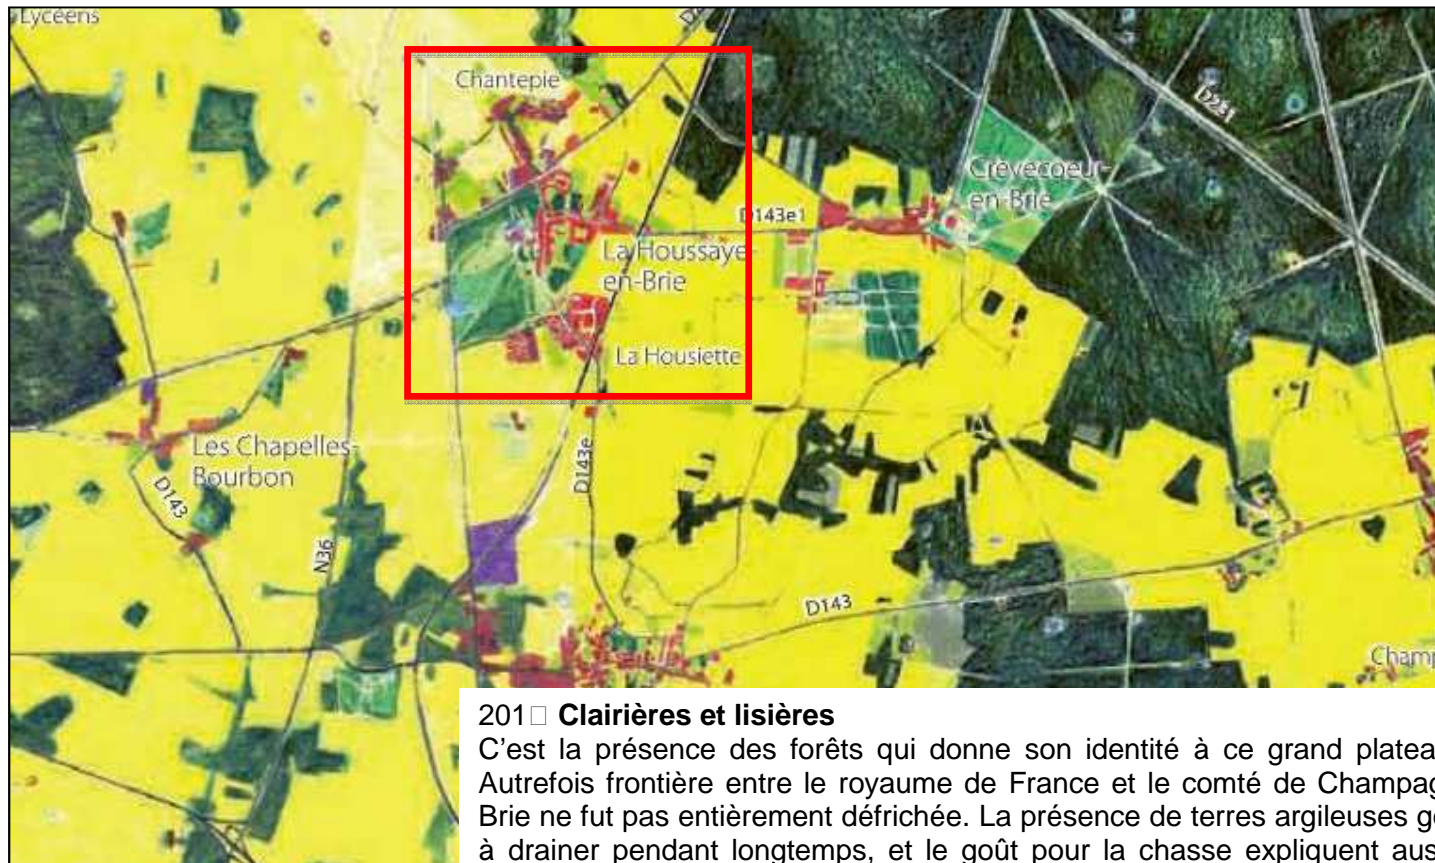 Lycéens
Chantepie
D231
Crèvecoeur-
en-Brie
D143e1
La Houssaye-
en-Brie
La Housiette
Les Chapelles-
Bourbon
D143
D143e
N36
D143
Champ
201 Clairières et lisières
C'est la présence des forêts qui donne son identité à ce grand platea
Autrefois frontière entre le royaume de France et le comté de Champag
Brie ne fut pas entièrement défrichée. La présence de terres argileuses g
à drainer pendant longtemps, et le goût pour la chasse expliquent aus